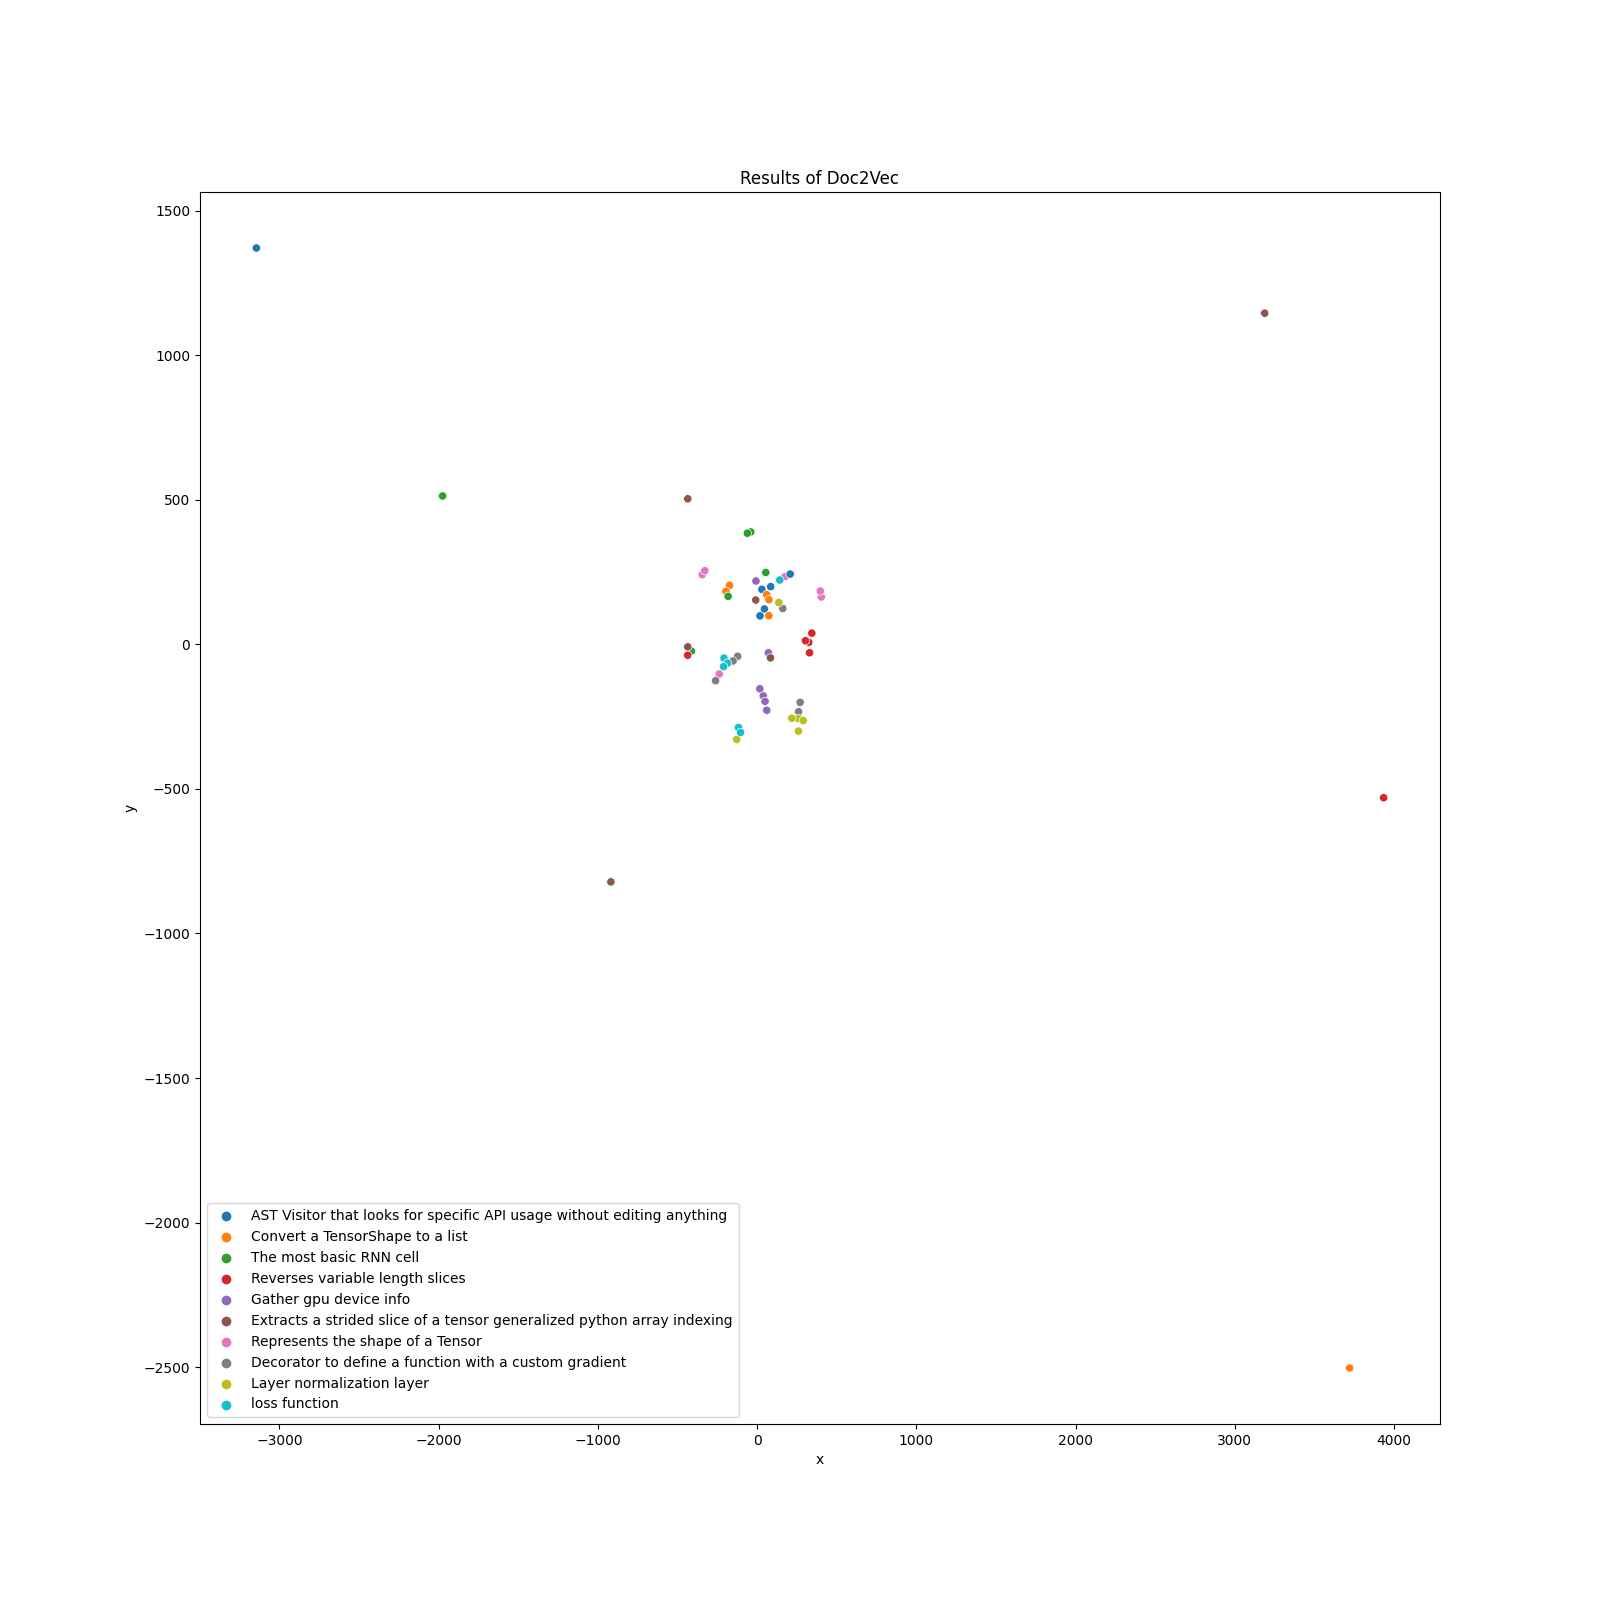 Results of Doc2Vec
1500
1000
500
0
−500
−1000
−1500
−2000
−2500
y
AST Visitor that looks for specific API usage without editing anything
Convert a TensorShape to a list
The most basic RNN cell
Reverses variable length slices
Gather gpu device info
Extracts a strided slice of a tensor generalized python array indexing
Represents the shape of a Tensor
Decorator to define a function with a custom gradient
Layer normalization layer
loss function
−3000 −2000 −1000 0 1000 2000 3000 4000
x